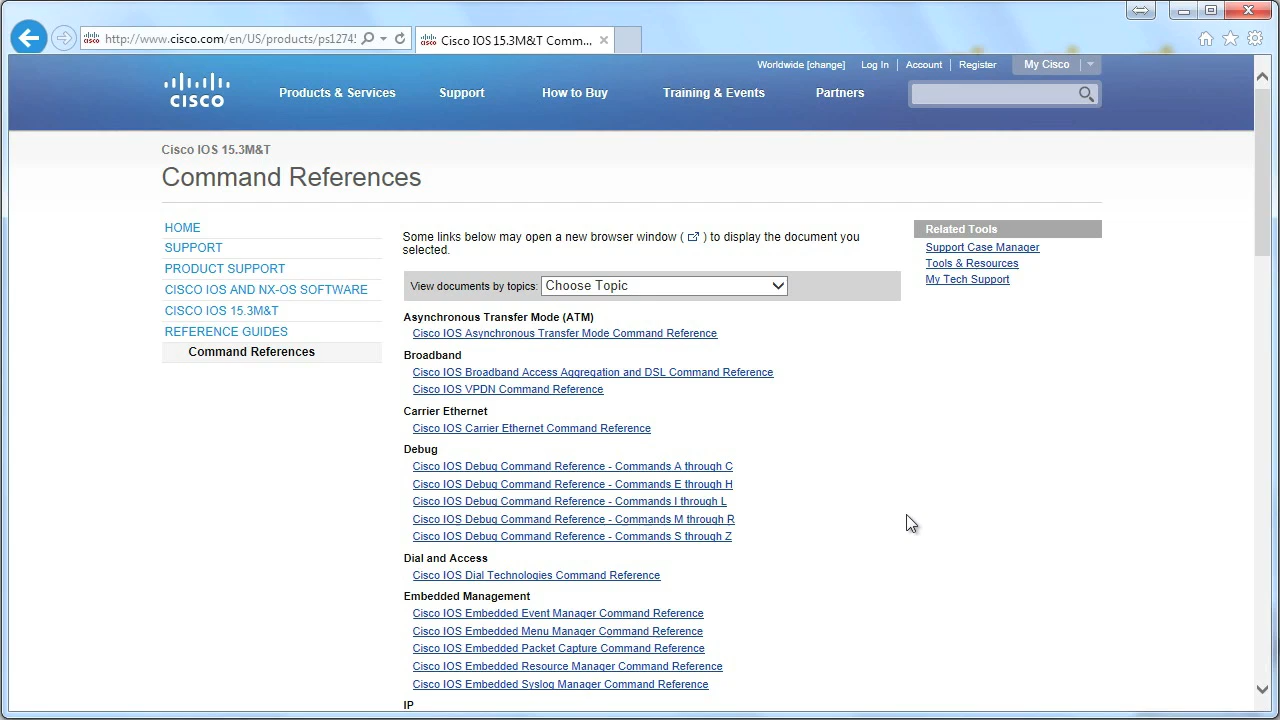 http://www.cisco.com/en/US/products/ps1274
Cisco IOS 15.3M&T Comm...
Worldwide [change]
Log In
Account
Register
My Cisco
CISCO
Products & Services
Support
How to Buy
Training & Events
Partners
Cisco IOS 15.3M&T
Command References
HOME
SUPPORT
PRODUCT SUPPORT
CISCO IOS AND NX-OS SOFTWARE
CISCO IOS 15.3M&T
REFERENCE GUIDES
Command References
Some links below may open a new browser window ( ) to display the document you
selected.
View documents by topics: Choose Topic
Asynchronous Transfer Mode (ATM)
Cisco IOS Asynchronous Transfer Mode Command Reference
Broadband
Cisco IOS Broadband Access Aggregation and DSL Command Reference
Cisco IOS VPDN Command Reference
Carrier Ethernet
Cisco IOS Carrier Ethernet Command Reference
Debug
Cisco IOS Debug Command Reference - Commands A through C
Cisco IOS Debug Command Reference - Commands E through H
Cisco IOS Debug Command Reference - Commands I through L
Cisco IOS Debug Command Reference - Commands M through R
Cisco IOS Debug Command Reference - Commands S through Z
Dial and Access
Cisco IOS Dial Technologies Command Reference
Embedded Management
Cisco IOS Embedded Event Manager Command Reference
Cisco IOS Embedded Menu Manager Command Reference
Cisco IOS Embedded Packet Capture Command Reference
Cisco IOS Embedded Resource Manager Command Reference
Cisco IOS Embedded Syslog Manager Command Reference
IP
Related Tools
Support Case Manager
Tools & Resources
My Tech Support